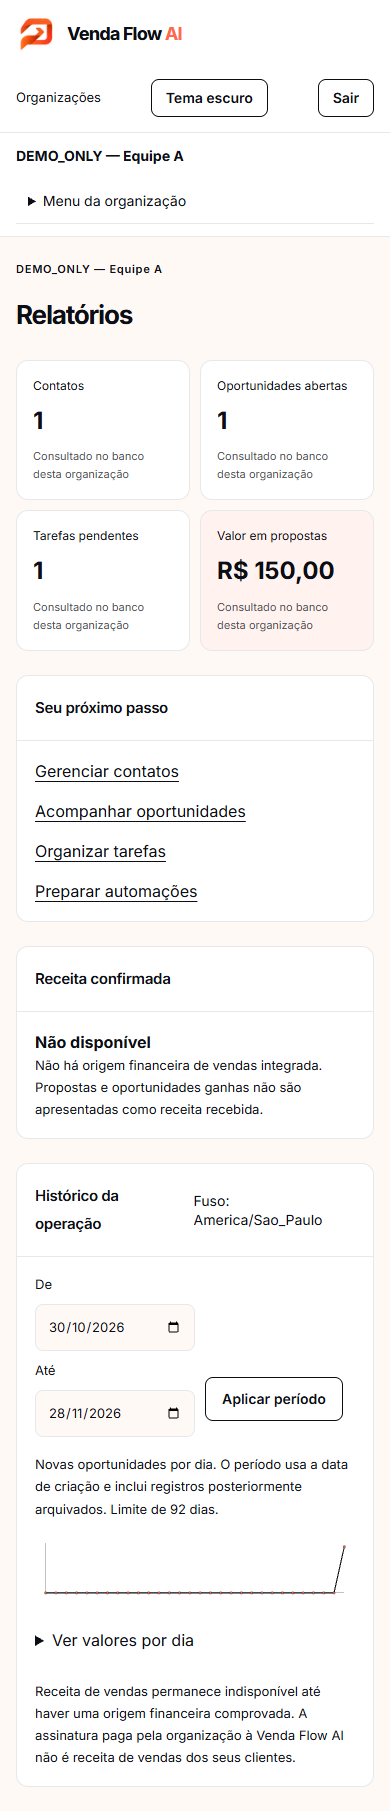 Venda Flow AI
Organizações
Tema escuro
Sair
DEMO_ONLY — Equipe A
Menu da organização
DEMO_ONLY — Equipe A
Relatórios
Contatos
1
Consultado no banco
desta organização
Oportunidades abertas
1
Consultado no banco
desta organização
Tarefas pendentes
1
Consultado no banco
desta organização
Valor em propostas
R$ 150,00
Consultado no banco
desta organização
Seu próximo passo
Gerenciar contatos
Acompanhar oportunidades
Organizar tarefas
Preparar automações
Receita confirmada
Não disponível
Não há origem financeira de vendas integrada.
Propostas e oportunidades ganhas não são
apresentadas como receita recebida.
Histórico da
operação
Fuso:
America/Sao_Paulo
De
30/10/2026
Até
28/11/2026
Aplicar período
Novas oportunidades por dia. O período usa a data
de criação e inclui registros posteriormente
arquivados. Limite de 92 dias.
Ver valores por dia
Receita de vendas permanece indisponível até
haver uma origem financeira comprovada. A
assinatura paga pela organização à Venda Flow AI
não é receita de vendas dos seus clientes.